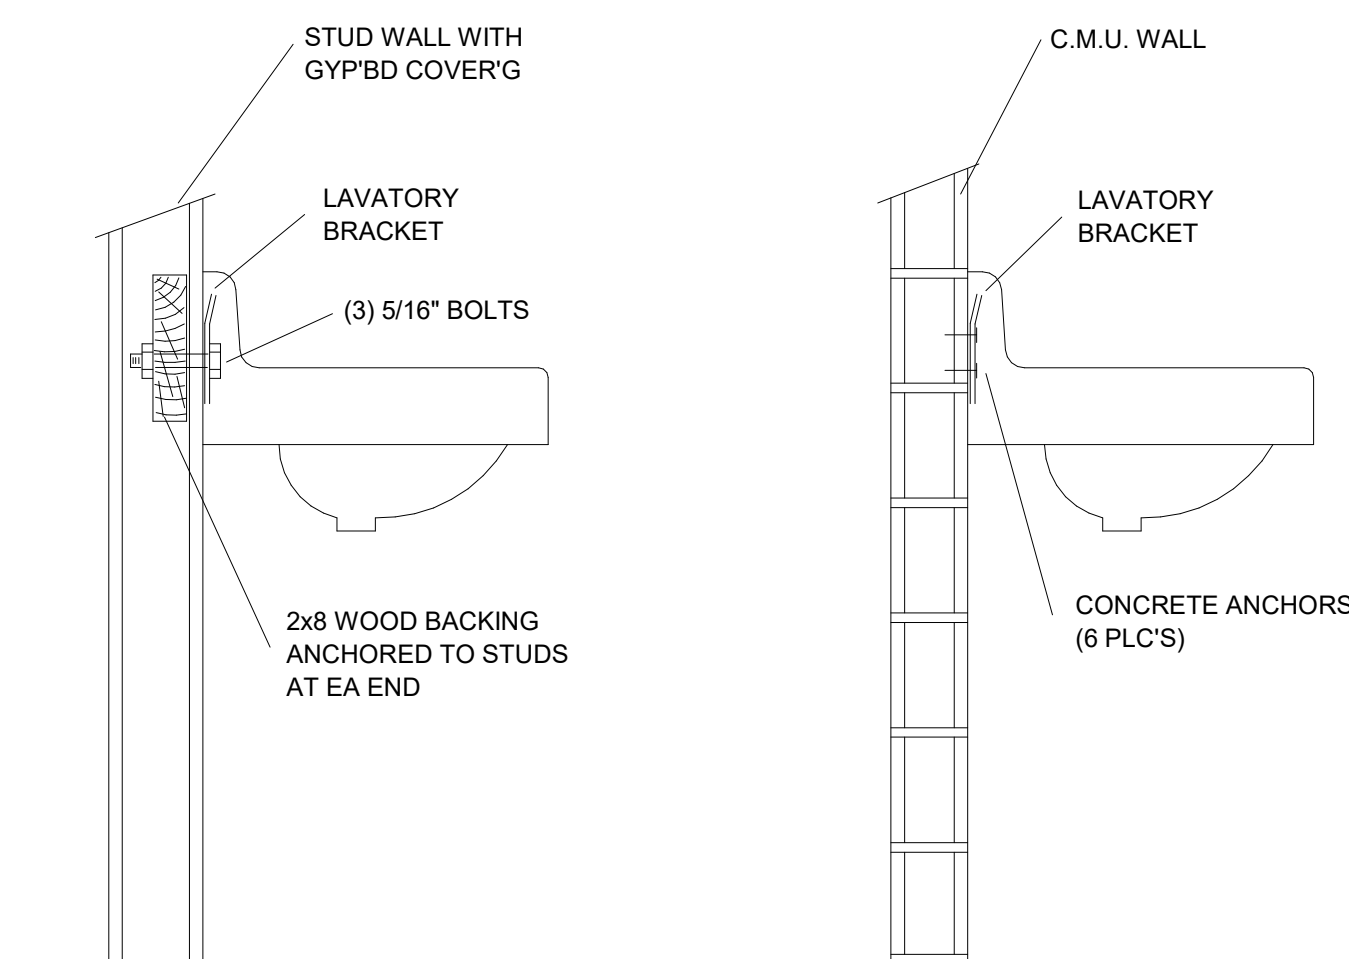 STUD WALL WITH
GYP'BD COVER'G
LAVATORY
BRACKET
(3) 5/16" BOLTS
2x8 WOOD BACKING
ANCHORED TO STUDS
AT EA END
C.M.U. WALL
LAVATORY
BRACKET
CONCRETE ANCHORS
(6 PLC'S)